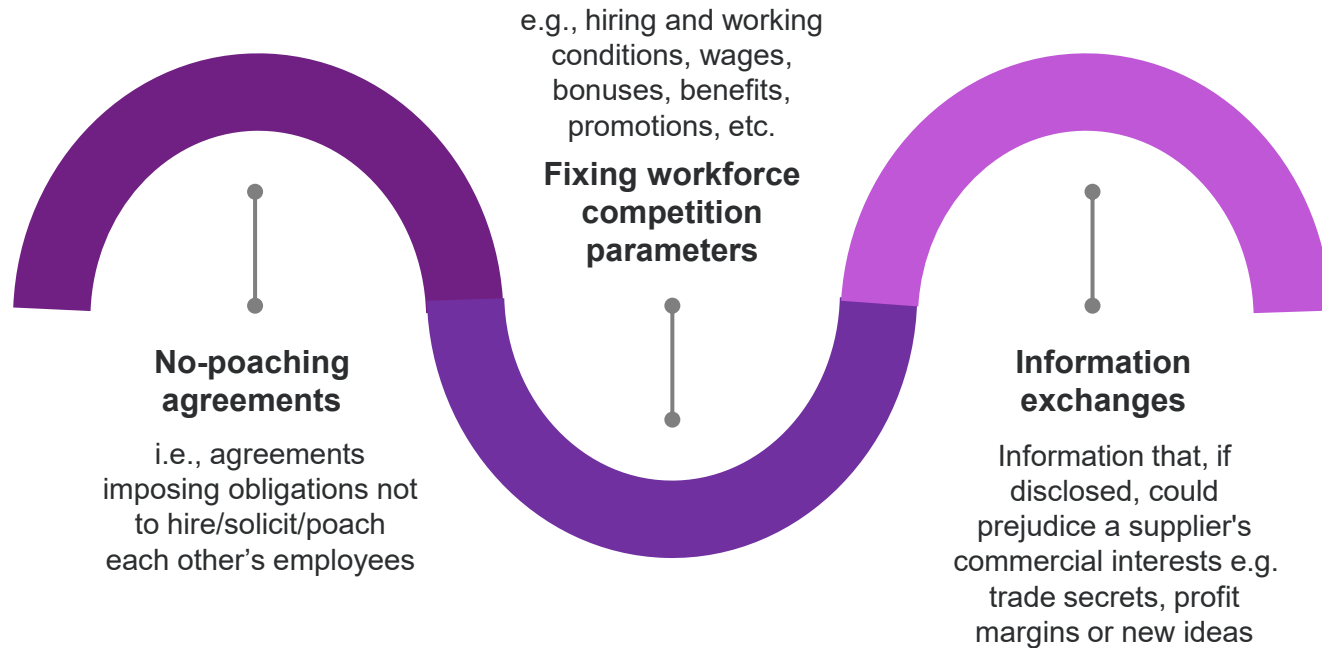 e.g., hiring and working
conditions, wages,
bonuses, benefits,
promotions, etc.
Fixing workforce
competition
parameters
No-poaching
agreements
i.e., agreements
imposing obligations not
to hire/solicit/poach
each other’s employees
Information
exchanges
Information that, if
disclosed, could
prejudice a supplier's
commercial interests e.g.
trade secrets, profit
margins or new ideas